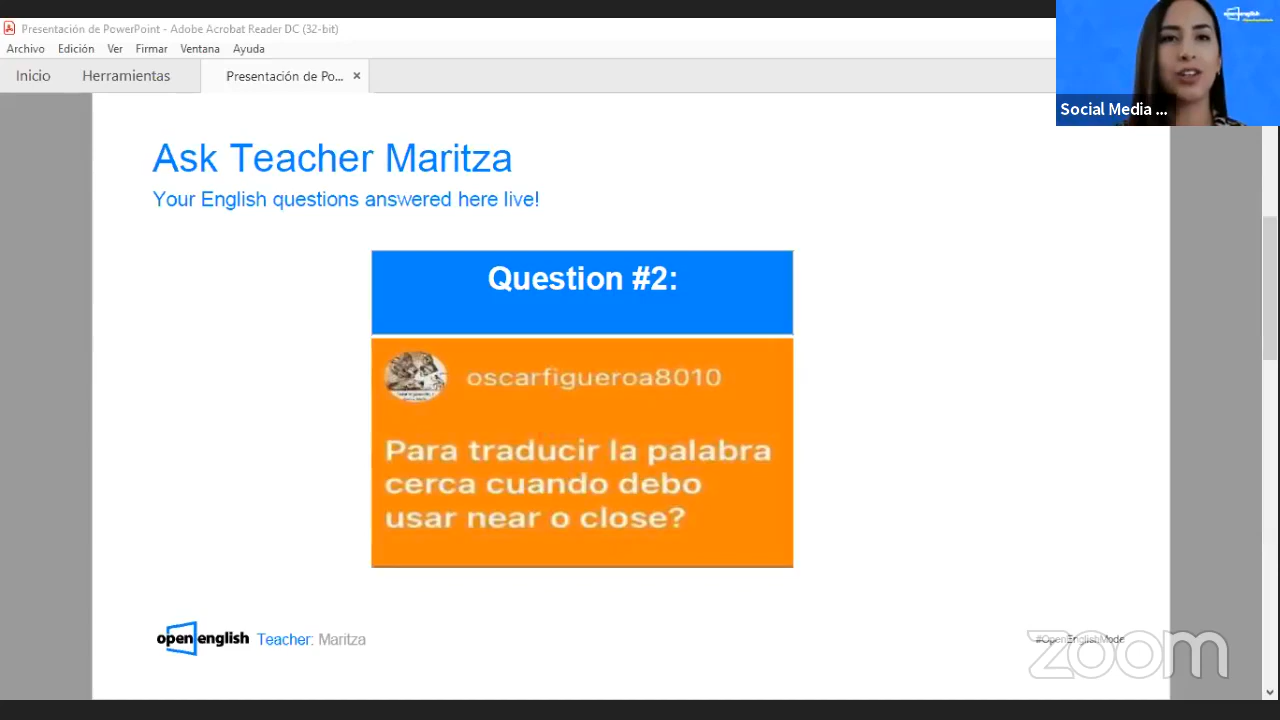 Presentación de PowerPoint - Adobe Acrobat Reader DC (32-bit)
Archivo Edición Ver Firmar Ventana Ayuda
Inicio Herramientas Presentación de Po... ×
Social Media ...
Ask Teacher Maritza
Your English questions answered here live!
Question #2:
oscarfigueroa8010
Para traducir la palabra
cerca cuando debo
usar near o close?
open english Teacher: Maritza
#OpenEnglishMode
zoom